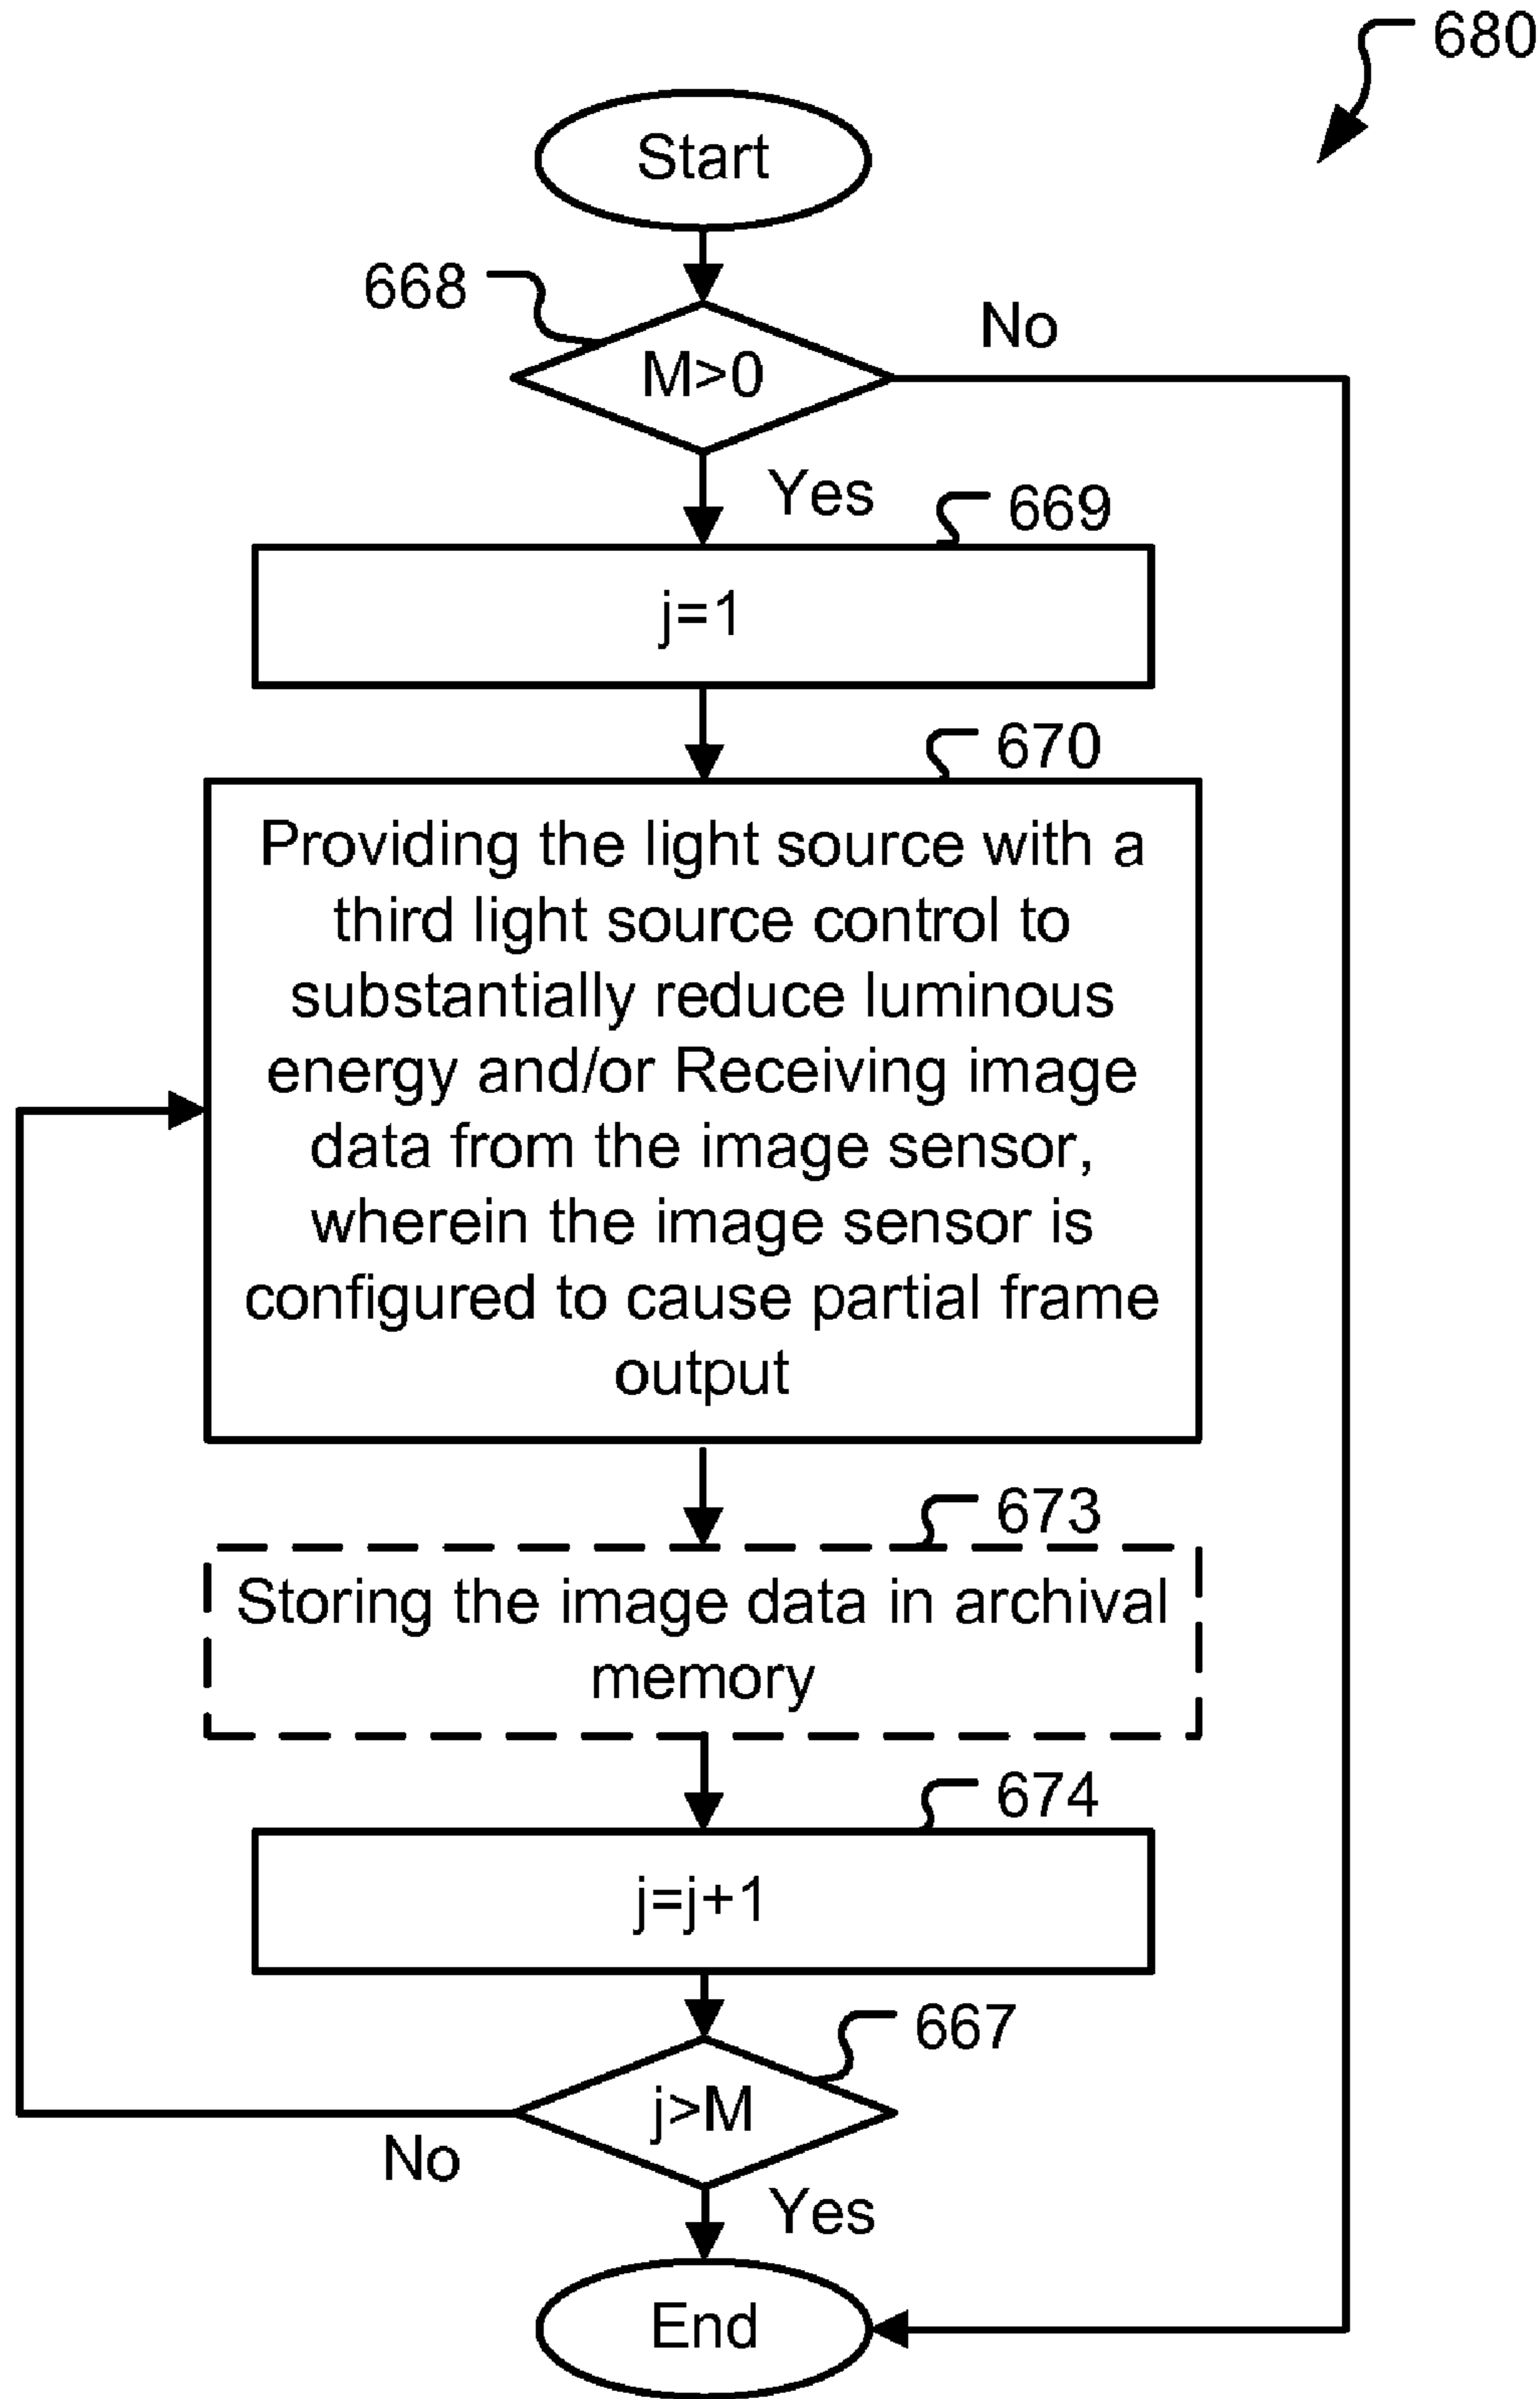 680
Start
668
M>0
No
Yes
669
j=1
670
Providing the light source with a
third light source control to
substantially reduce luminous
energy and/or Receiving image
data from the image sensor,
wherein the image sensor is
configured to cause partial frame
output
673
Storing the image data in archival
memory
674
j=j+1
667
j>M
No
Yes
End